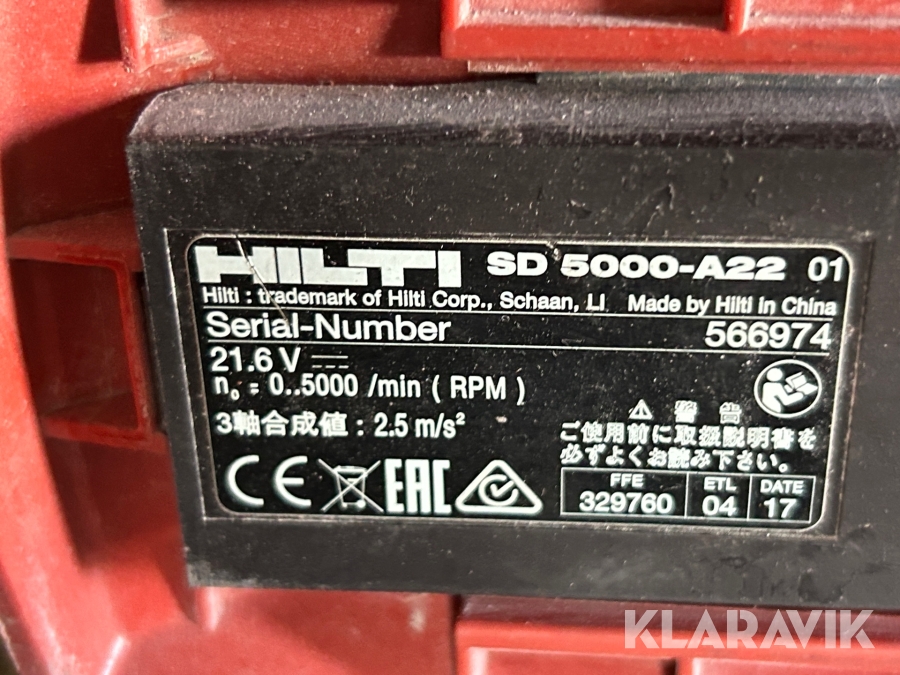 HILTI SD 5000-A22 01
Hilti : trademark of Hilti Corp., Schaan, LI Made by Hilti in China
Serial-Number 566974
21.6 V
n₀ = 0..5000 /min ( RPM )
3軸合成値 : 2.5 m/s²
⚠ 警 告
ご使用前に取扱説明書を
必ずよくお読み下さい。
CE EAC
FFE ETL DATE
329760 04 17
KLARAVIK